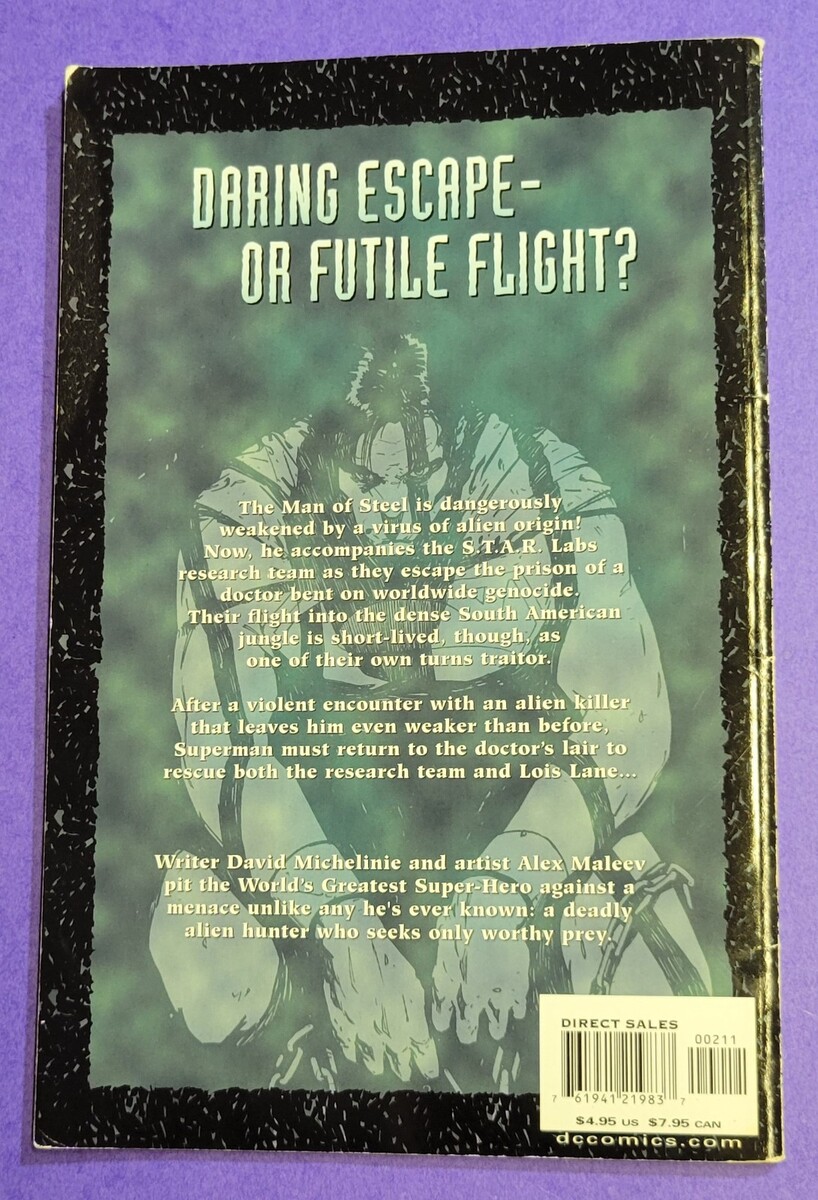 DARING ESCAPE-
OR FUTILE FLIGHT?
The Man of Steel is dangerously
weakened by a virus of alien origin!
Now, he accompanies the S.T.A.R. Labs
research team as they escape the prison of a
doctor bent on worldwide genocide.
Their flight into the dense South American
jungle is short-lived, though, as
one of their own turns traitor.
After a violent encounter with an alien killer
that leaves him even weaker than before,
Superman must return to the doctor's lair to
rescue both the research team and Lois Lane...
Writer David Michelinie and artist Alex Maleev
pit the World's Greatest Super-Hero against a
menace unlike any he's ever known: a deadly
alien hunter who seeks only worthy prey.
DIRECT SALES
00211
7 61941 21983 7
$4.95 US $7.95 CAN
dccomics.com